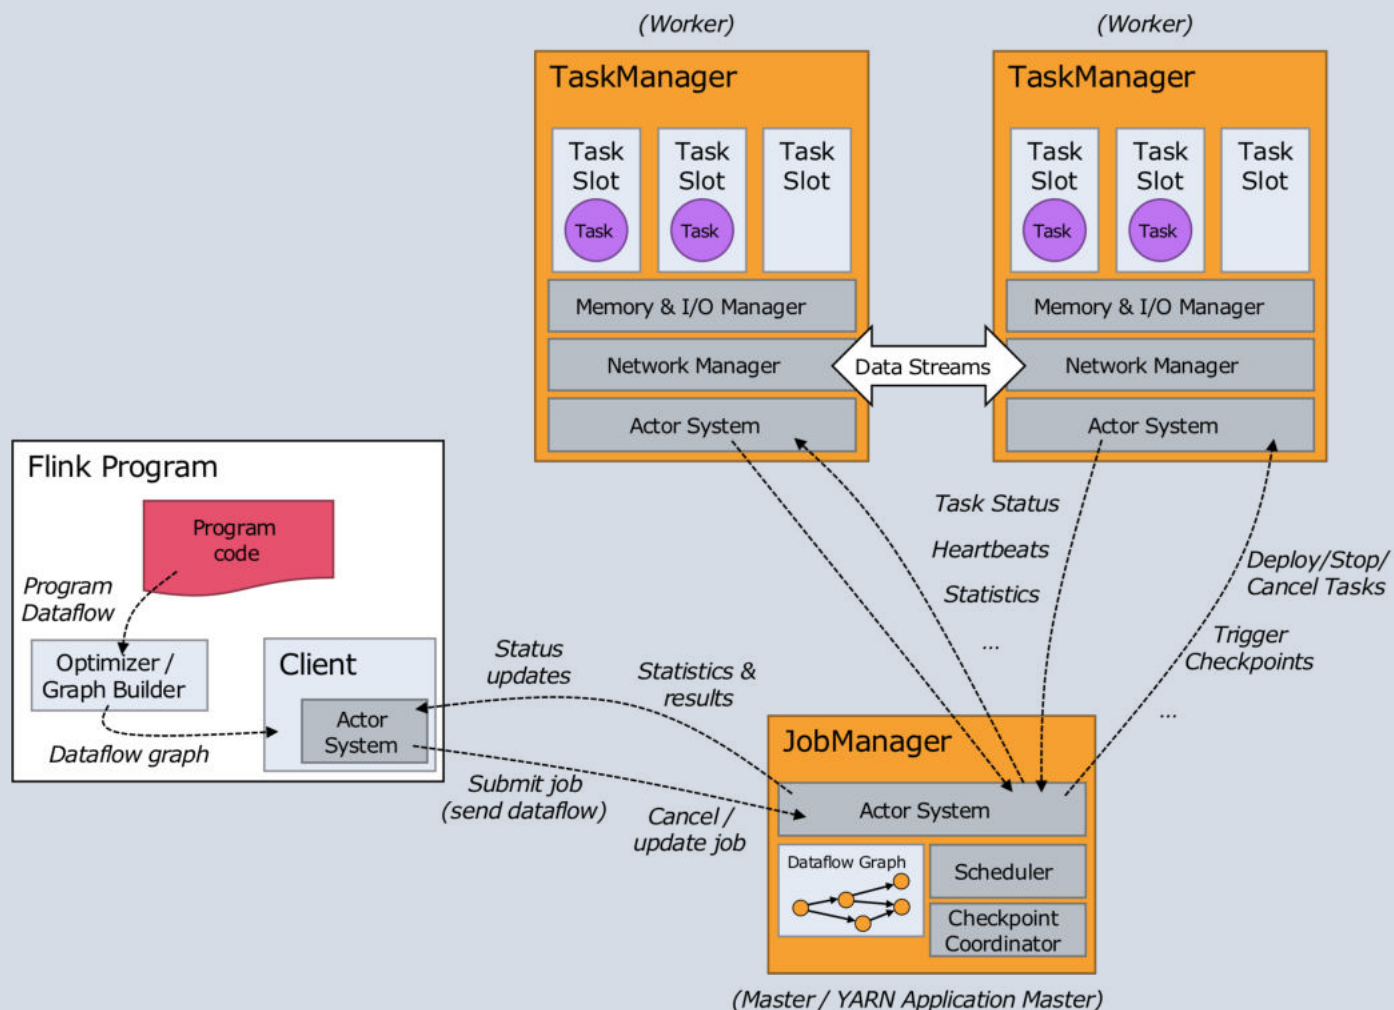 (Worker)
TaskManager
Task
Slot
Task
Task
Slot
Task
Task
Slot
Memory & I/O Manager
Network Manager
Actor System
(Worker)
TaskManager
Task
Slot
Task
Task
Slot
Task
Task
Slot
Memory & I/O Manager
Network Manager
Actor System
Data Streams
Flink Program
Program
code
Program
Dataflow
Optimizer /
Graph Builder
Dataflow graph
Client
Actor
System
Status
updates
Statistics &
results
Submit job
(send dataflow)
Cancel /
update job
Task Status
Heartbeats
Statistics
...
Deploy/Stop/
Cancel Tasks
Trigger
Checkpoints
...
JobManager
Actor System
Dataflow Graph
Scheduler
Checkpoint
Coordinator
(Master / YARN Application Master)